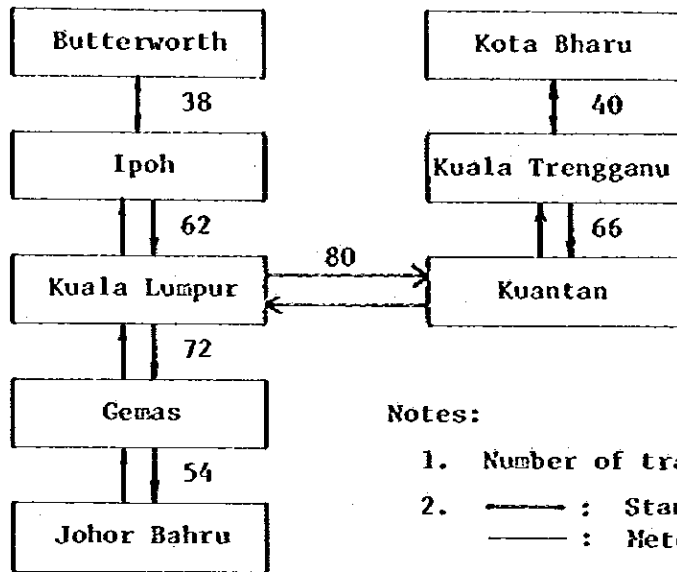 Butterworth
38
Ipoh
62
Kuala Lumpur
72
Gemas
54
Johor Bahru
80
Kota Bharu
40
Kuala Trengganu
66
Kuantan
Notes:
1. Number of
2. :
: